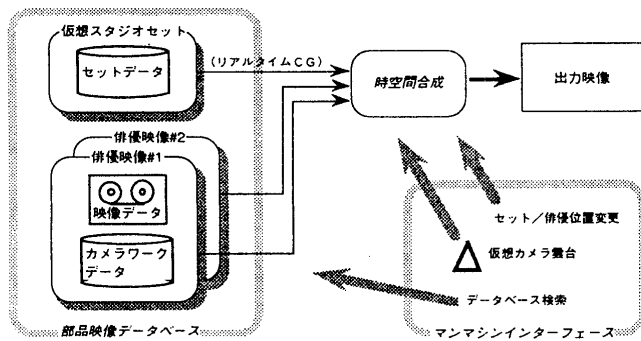 仮想スタジオセット
セットデータ
(リアルタイムCG)
時空間合成
出力映像
俳優映像#2
俳優映像#1
映像データ
カメラワーク
データ
部品映像データベース
セット／俳優位置変更
仮想カメラ雲台
データベース検索
マンマシンインターフェース